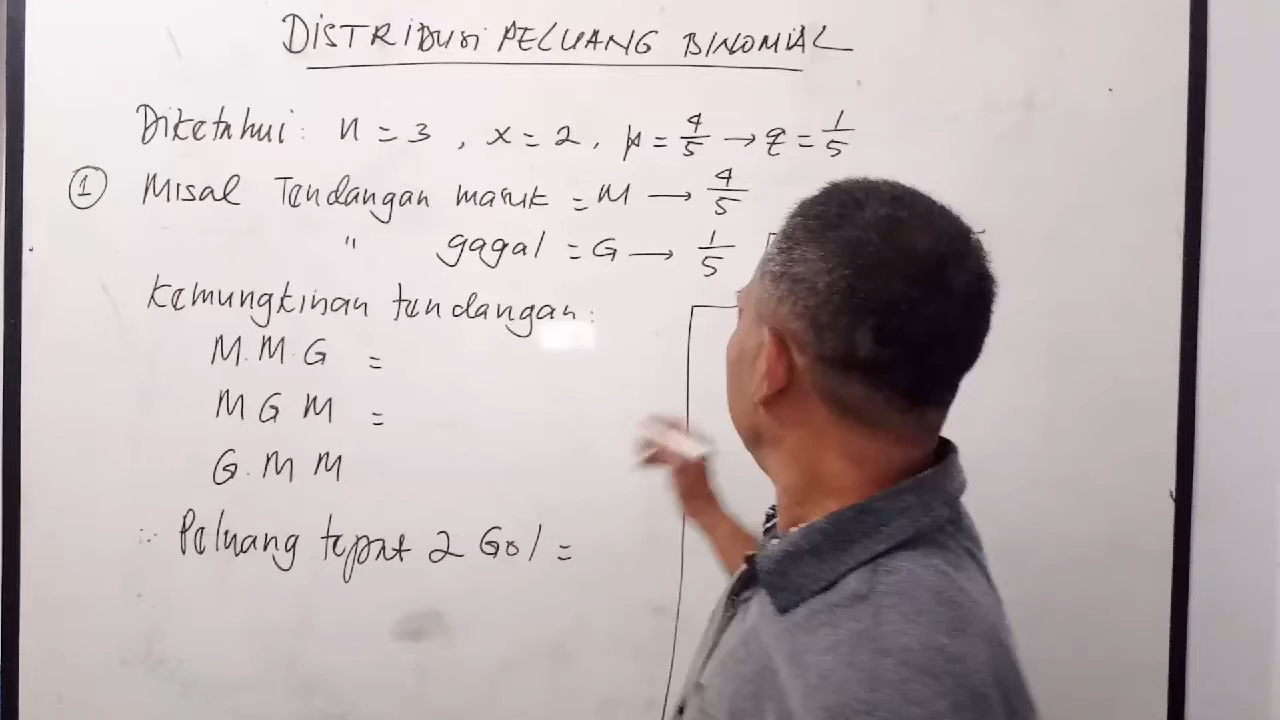 DISTRIBUSI PELUANG BINOMIAL
Diketahui : n = 3 , x = 2 , p = 4/5 → q = 1/5
① Misal Tendangan masuk = M → 4/5
" gagal = G → 1/5
Kemungkinan tendangan :
M . M . G =
M G M =
G . M M
∴ Peluang tepat 2 Gol =